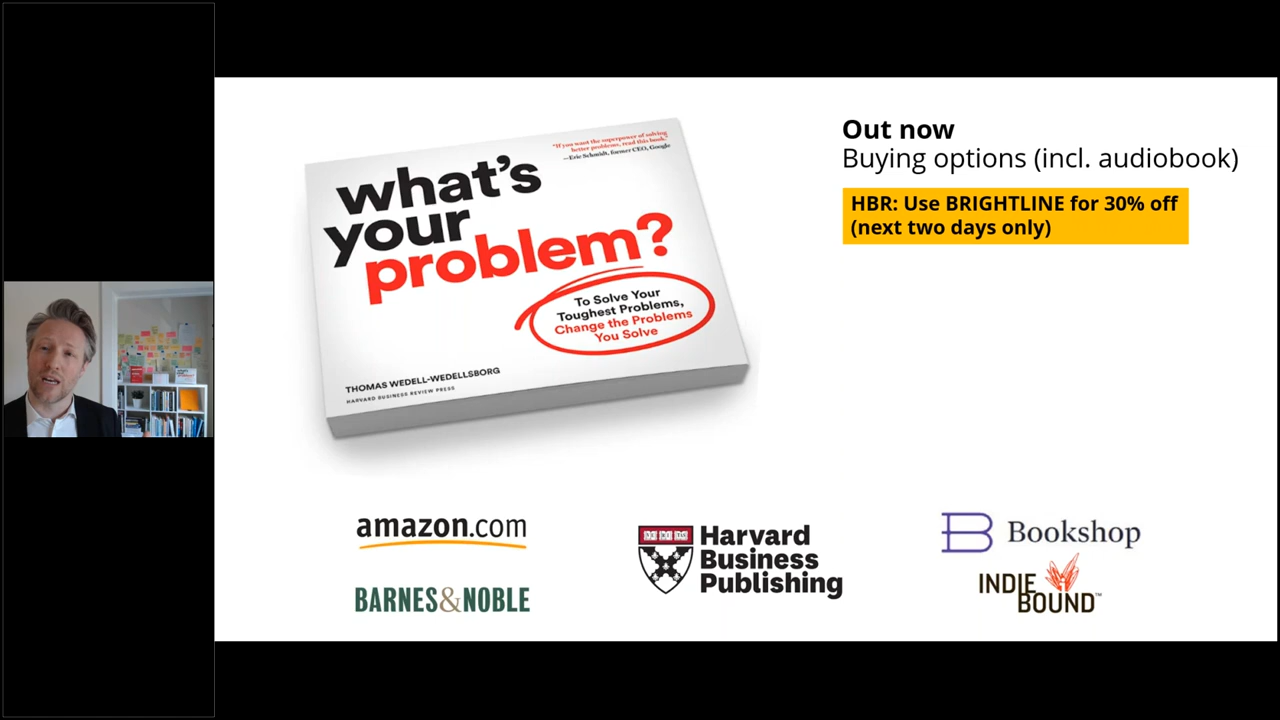 "If you want the superpower of solving
better problems, read this book."
—Eric Schmidt, former CEO, Google
what's
your
problem?
To Solve Your
Toughest Problems,
Change the Problems
You Solve
THOMAS WEDELL-WEDELLSBORG
HARVARD BUSINESS REVIEW PRESS
Out now
Buying options (incl. audiobook)
HBR: Use BRIGHTLINE for 30% off
(next two days only)
amazon.com
BARNES&NOBLE
Harvard
Business
Publishing
Bookshop
INDIE
BOUND™